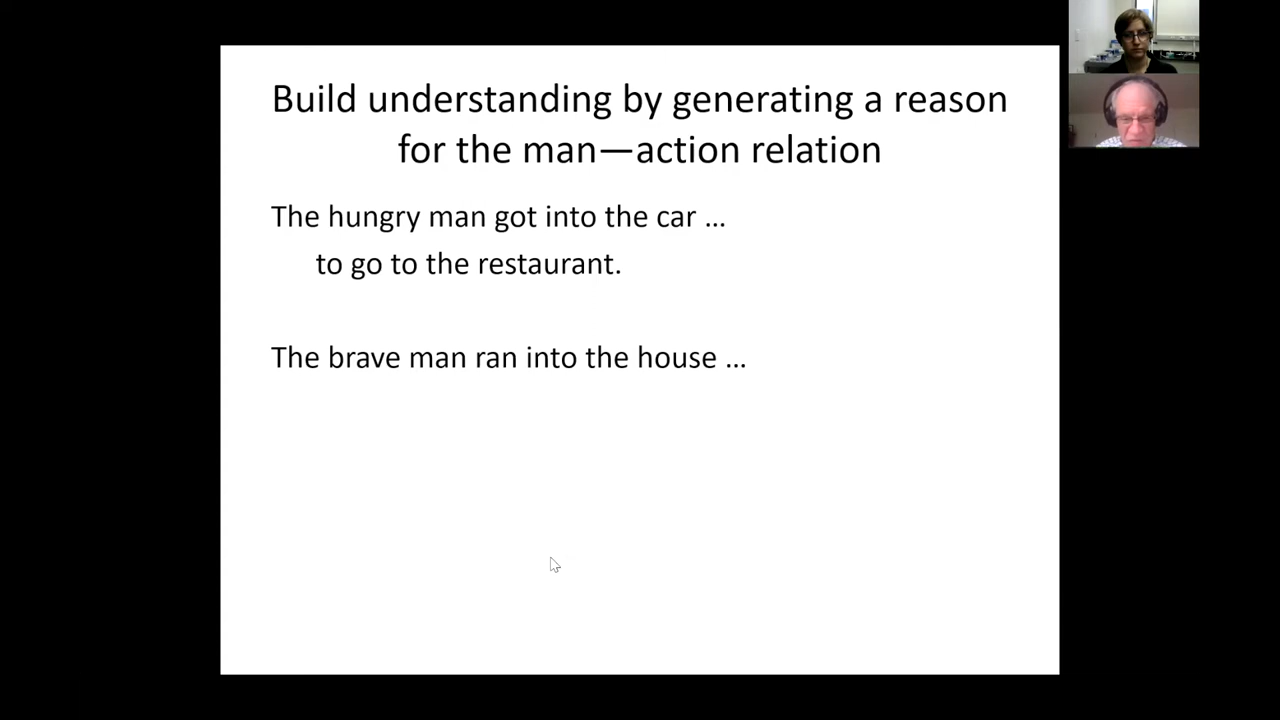 Build understanding by generating a reason
for the man—action relation
The hungry man got into the car ...
to go to the restaurant.
The brave man ran into the house ...